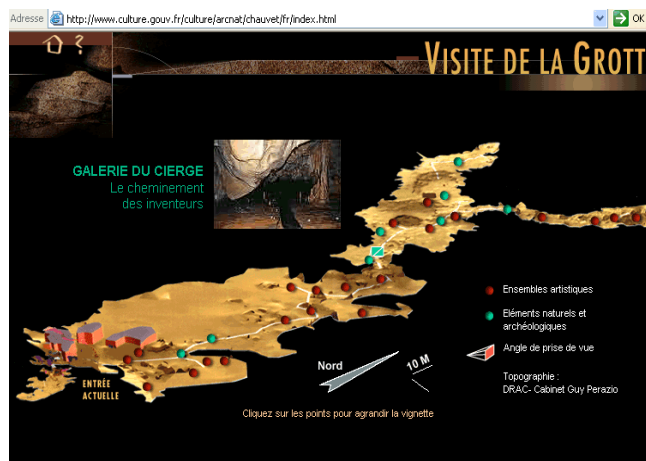 Adresse http://www.culture.gouv.fr/culture/arcnat/chauvet/fr/index.html OK
?
VISITE DE LA GROTT
GALERIE DU CIERGE
Le cheminement
des inventeurs
Ensembles artistiques
Eléments naturels et
archéologiques
Angle de prise de vue
Nord
10 M
Topographie :
DRAC- Cabinet Guy Perazio
ENTRÉE
ACTUELLE
Cliquez sur les points pour agrandir la vignette